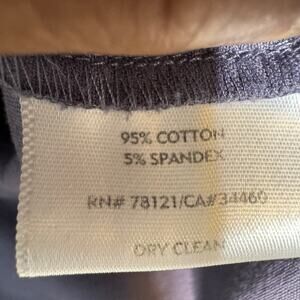 95% COTTON
5% SPANDEX
RN# 78121/CA#34460
DRY CLEAN